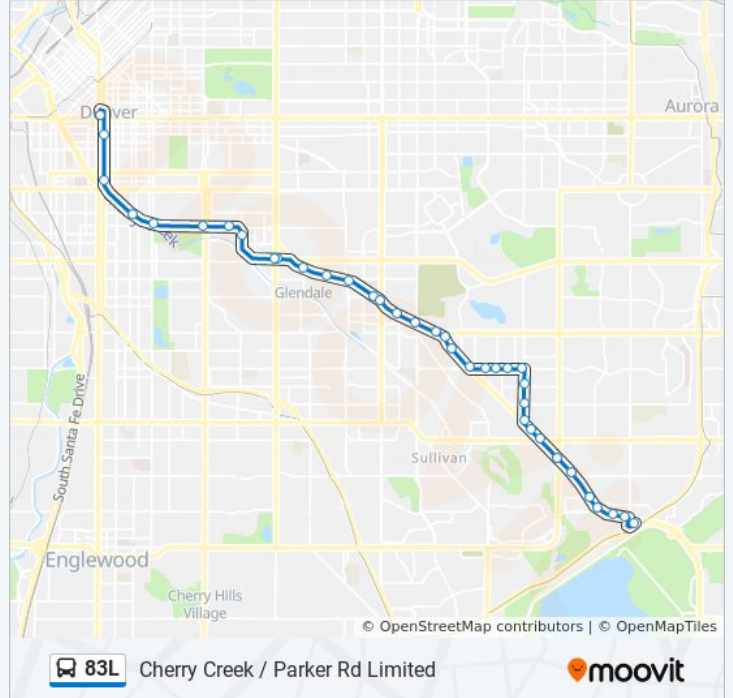 Denver
Aurora
Glendale
South Santa Fe Drive
Sullivan
Englewood
Cherry Hills
Village
© OpenStreetMap contributors | © OpenMapTiles
83L Cherry Creek / Parker Rd Limited
moovit